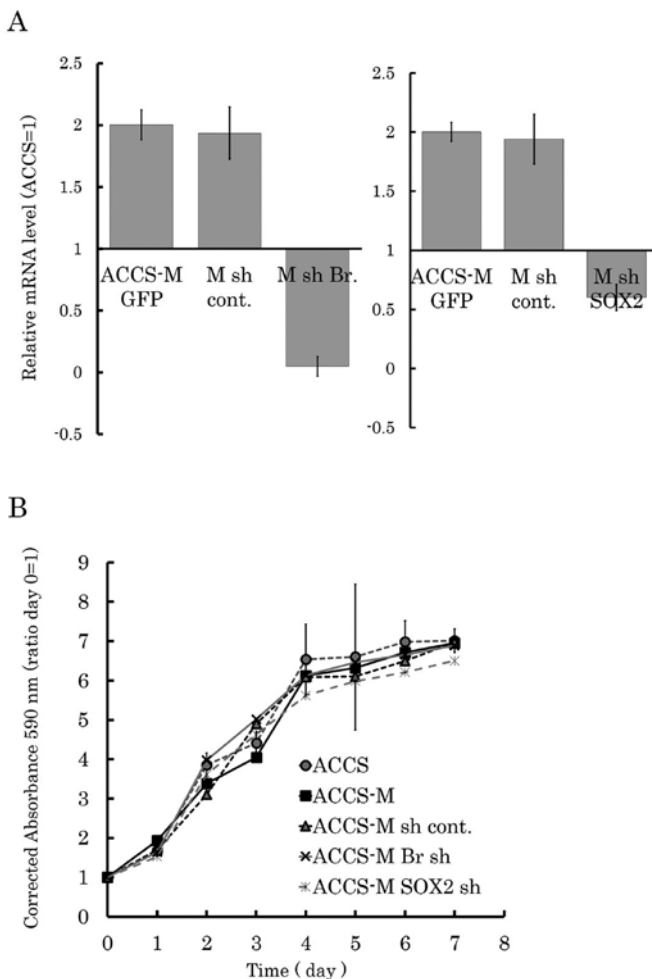 A
Relative mRNA level (ACCS=1)
2.5
2
1.5
1
0.5
0
-0.5
ACCS-M
GFP
M sh
cont.
M sh Br.
2.5
2
1.5
1
0.5
0
-0.5
ACCS-M
GFP
M sh
cont.
M sh
SOX2
B
Corrected Absorbance 590 nm (ratio day 0=1)
9
8
7
6
5
4
3
2
1
0
ACCS
ACCS-M
ACCS-M sh cont.
ACCS-M Br sh
ACCS-M SOX2 sh
0 1 2 3 4 5 6 7 8
Time ( day )